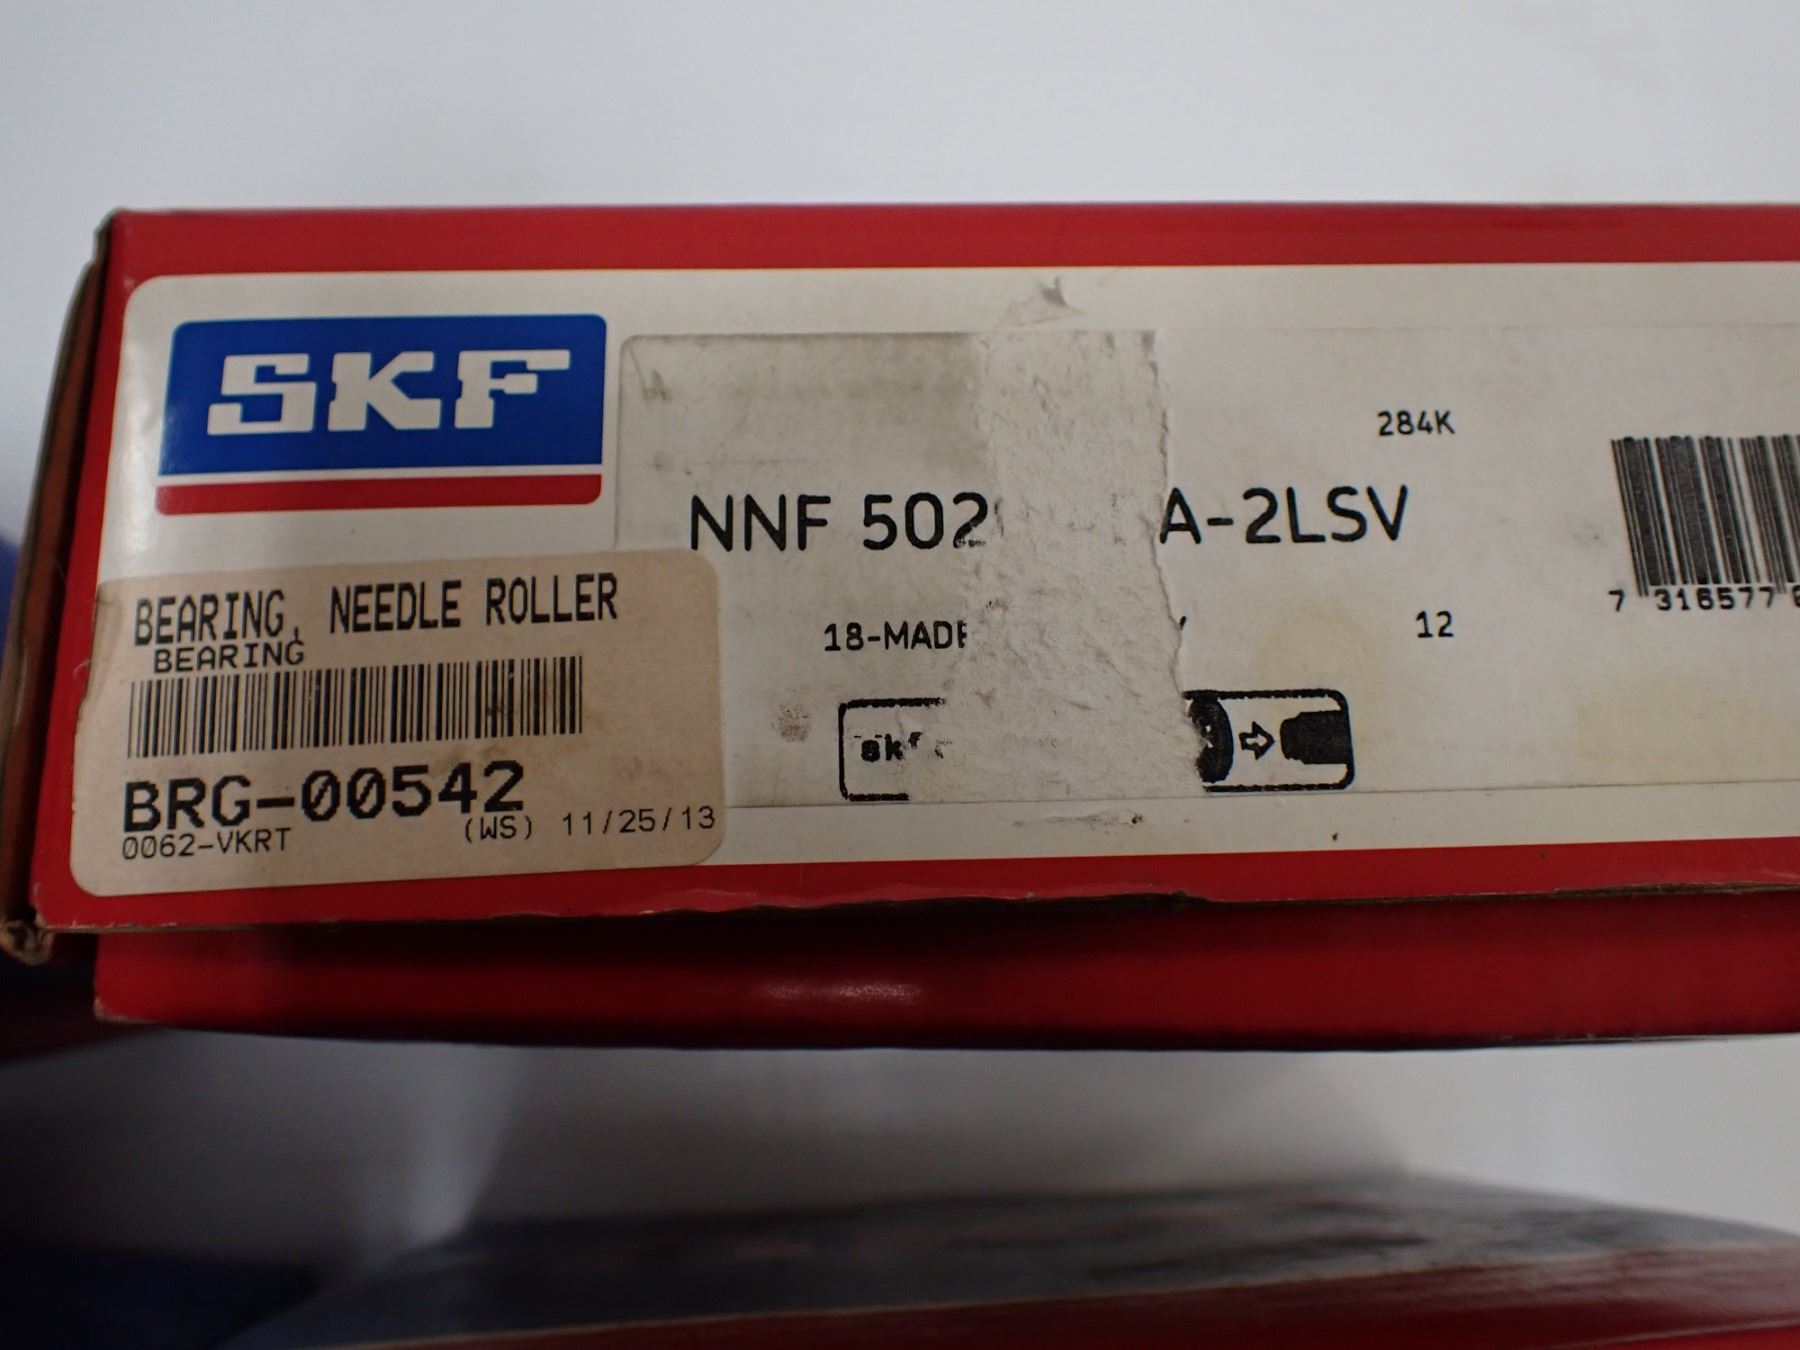 SKF
284K
NNF 502 A-2LSV
7 316577
BEARING, NEEDLE ROLLER
BEARING
18-MADE
12
skf
BRG-00542
0062-VKRT (WS) 11/25/13